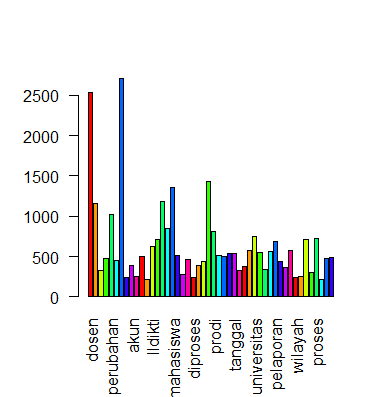 2500
2000
1500
1000
500
0
dosen
perubahan
akun
lldikti
mahasiswa
diproses
prodi
tanggal
universitas
pelaporan
wilayah
proses